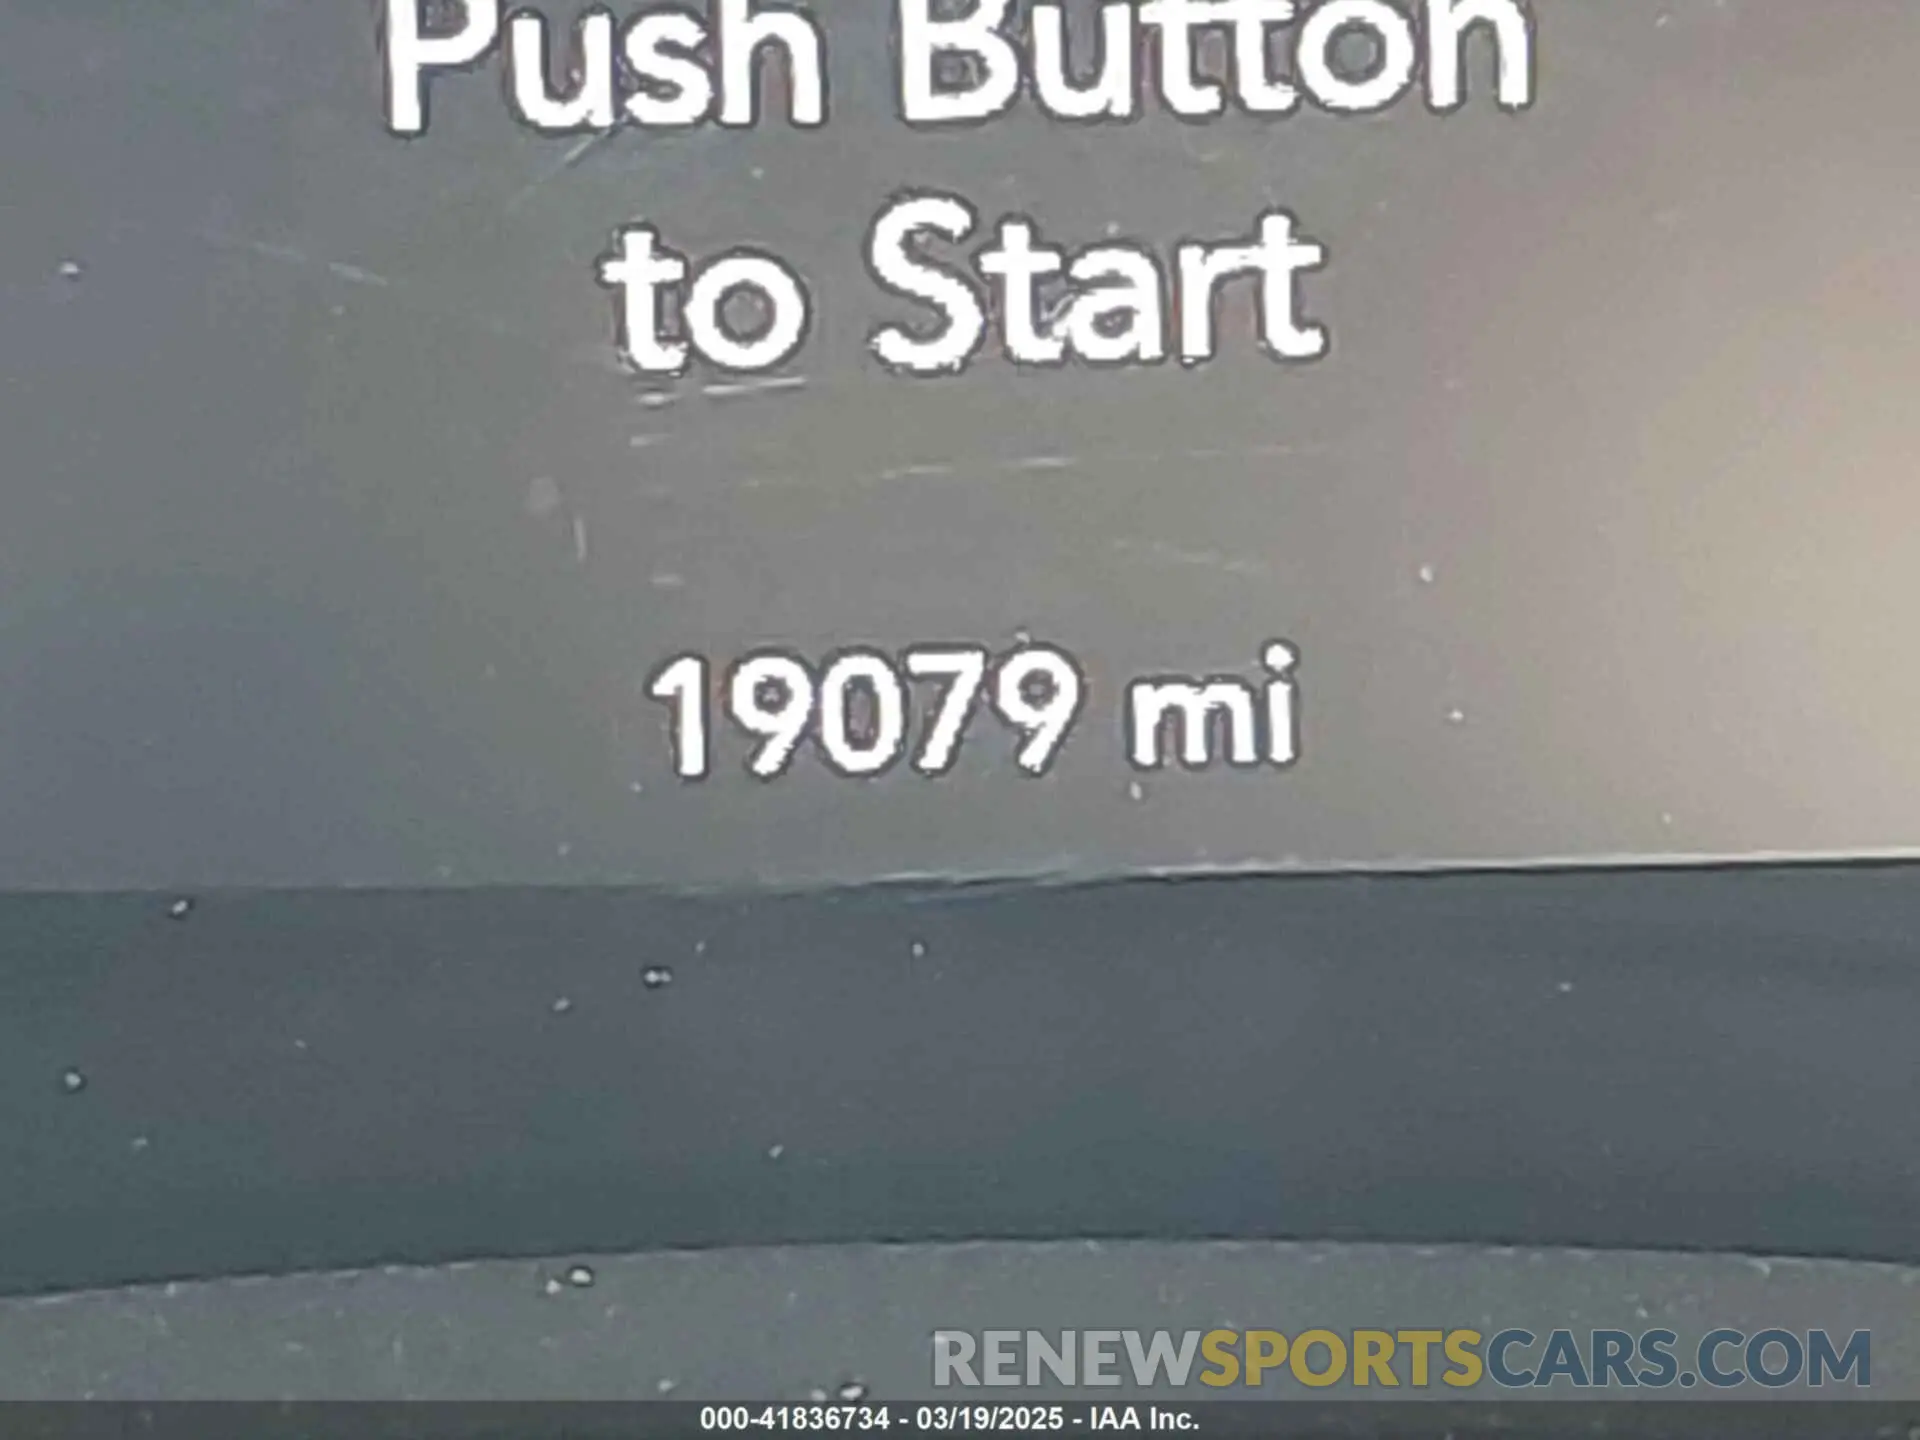 Push Button
to Start
19079 mi
RENEWSPORTSCARS.COM
000-41836734 - 03/19/2025 - IAA Inc.